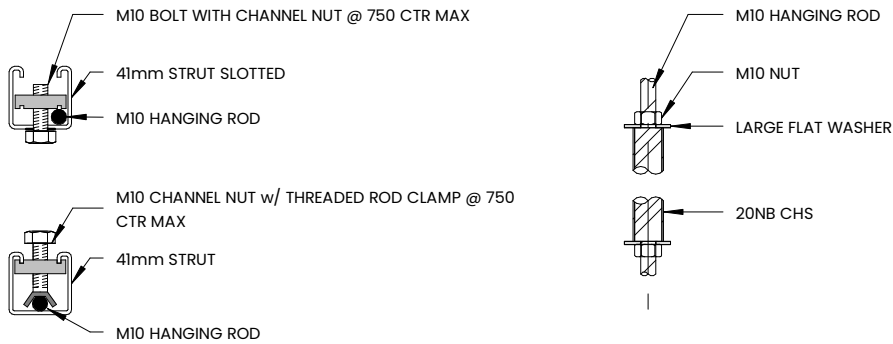 M10 BOLT WITH CHANNEL NUT @ 750 CTR MAX
41mm STRUT SLOTTED
M10 HANGING ROD
M10 CHANNEL NUT w/ THREADED ROD CLAMP @ 750
CTR MAX
41mm STRUT
M10 HANGING ROD
M10 HANGING ROD
M10 NUT
LARGE FLAT WASHER
20NB CHS